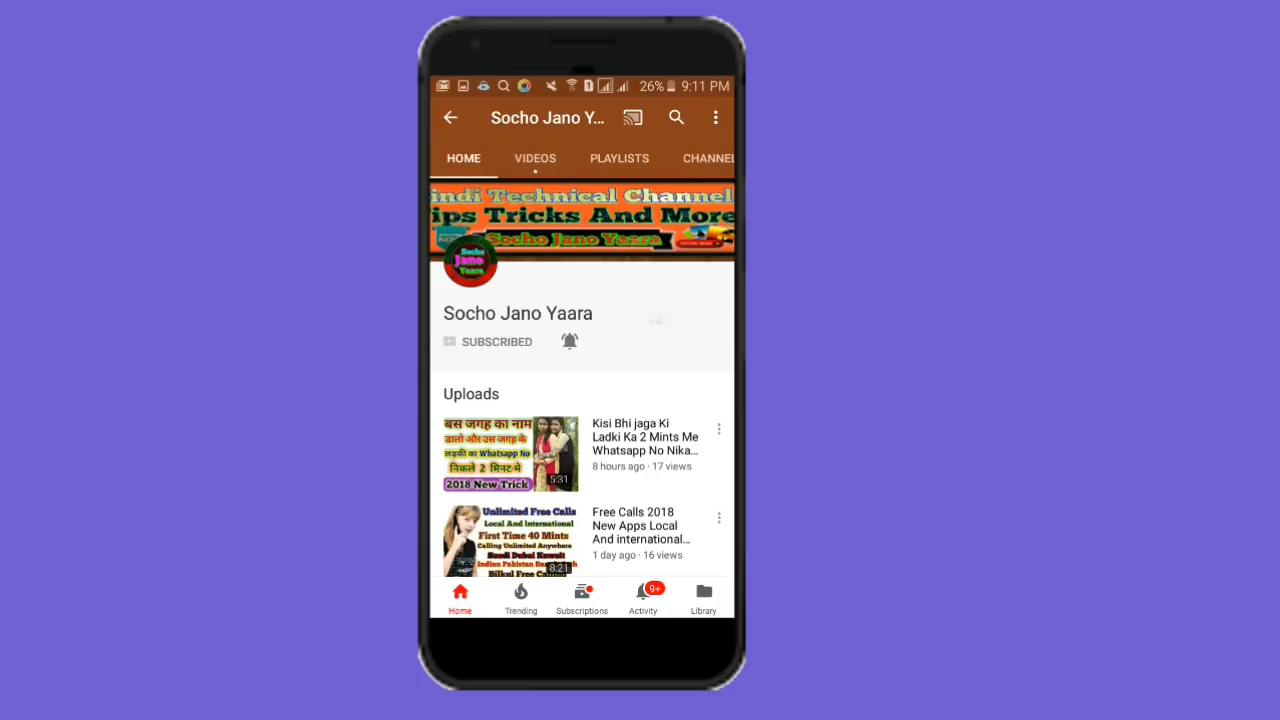 26% 9:11 PM
Socho Jano Y...
HOME VIDEOS PLAYLISTS CHANNEL
indi Technical Channel
ips Tricks And More
Socho Jano Yaara
Socho
Jano
Yaara
Socho Jano Yaara
SUBSCRIBED
Uploads
बस जगह का नाम
डालो और उस जगह के
लड़की का Whatsapp No
निकले 2 मिनट मे
2018 New Trick
5:31
Kisi Bhi jaga Ki
Ladki Ka 2 Mints Me
Whatsapp No Nika...
8 hours ago · 17 views
Unlimited Free Calls
Local And International
First Time 40 Mints
Calling Unlimited Anywhere
Saudi Dubai Kuwait
Indian Pakistan
Bilkul Free Calling
8:21
Free Calls 2018
New Apps Local
And international...
1 day ago · 16 views
9+
Home Trending Subscriptions Activity Library